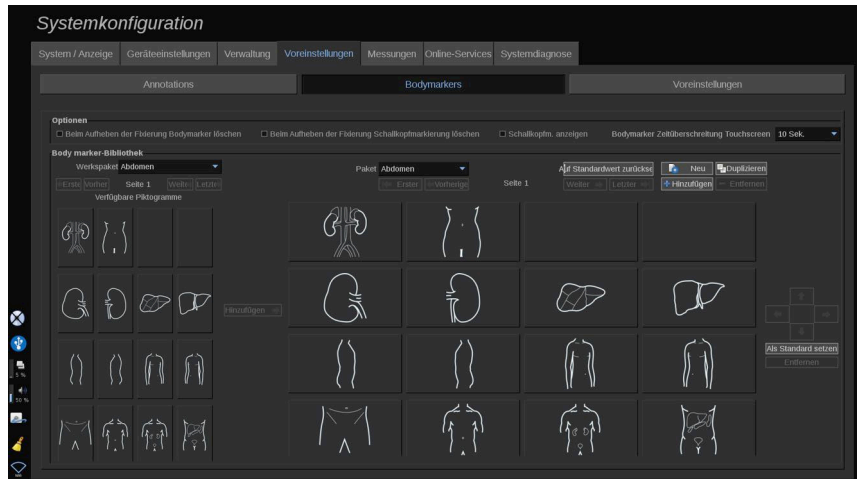 Systemkonfiguration
System / Anzeige Geräteeinstellungen Verwaltung Voreinstellungen Messungen Online-Services Systemdiagnose
Annotations Bodymarkers Voreinstellungen
Optionen
Beim Aufheben der Fixierung Bodymarker löschen Beim Aufheben der Fixierung Schallkopfmarkierung löschen Schallkopfm. anzeigen Bodymarker Zeitüberschreitung Touchscreen 10 Sek.
Body marker-Bibliothek
Werkspaket Abdomen Paket Abdomen Auf Standardwert zurückse Neu Duplizieren
Erste Vorher Seite 1 Weiter Letzte Erster Vorherige Seite 1 Weiter Letzter Hinzufügen Entfernen
Verfügbare Piktogramme
Hinzufügen
Als Standard setzen
Entfernen
5 %
50 %